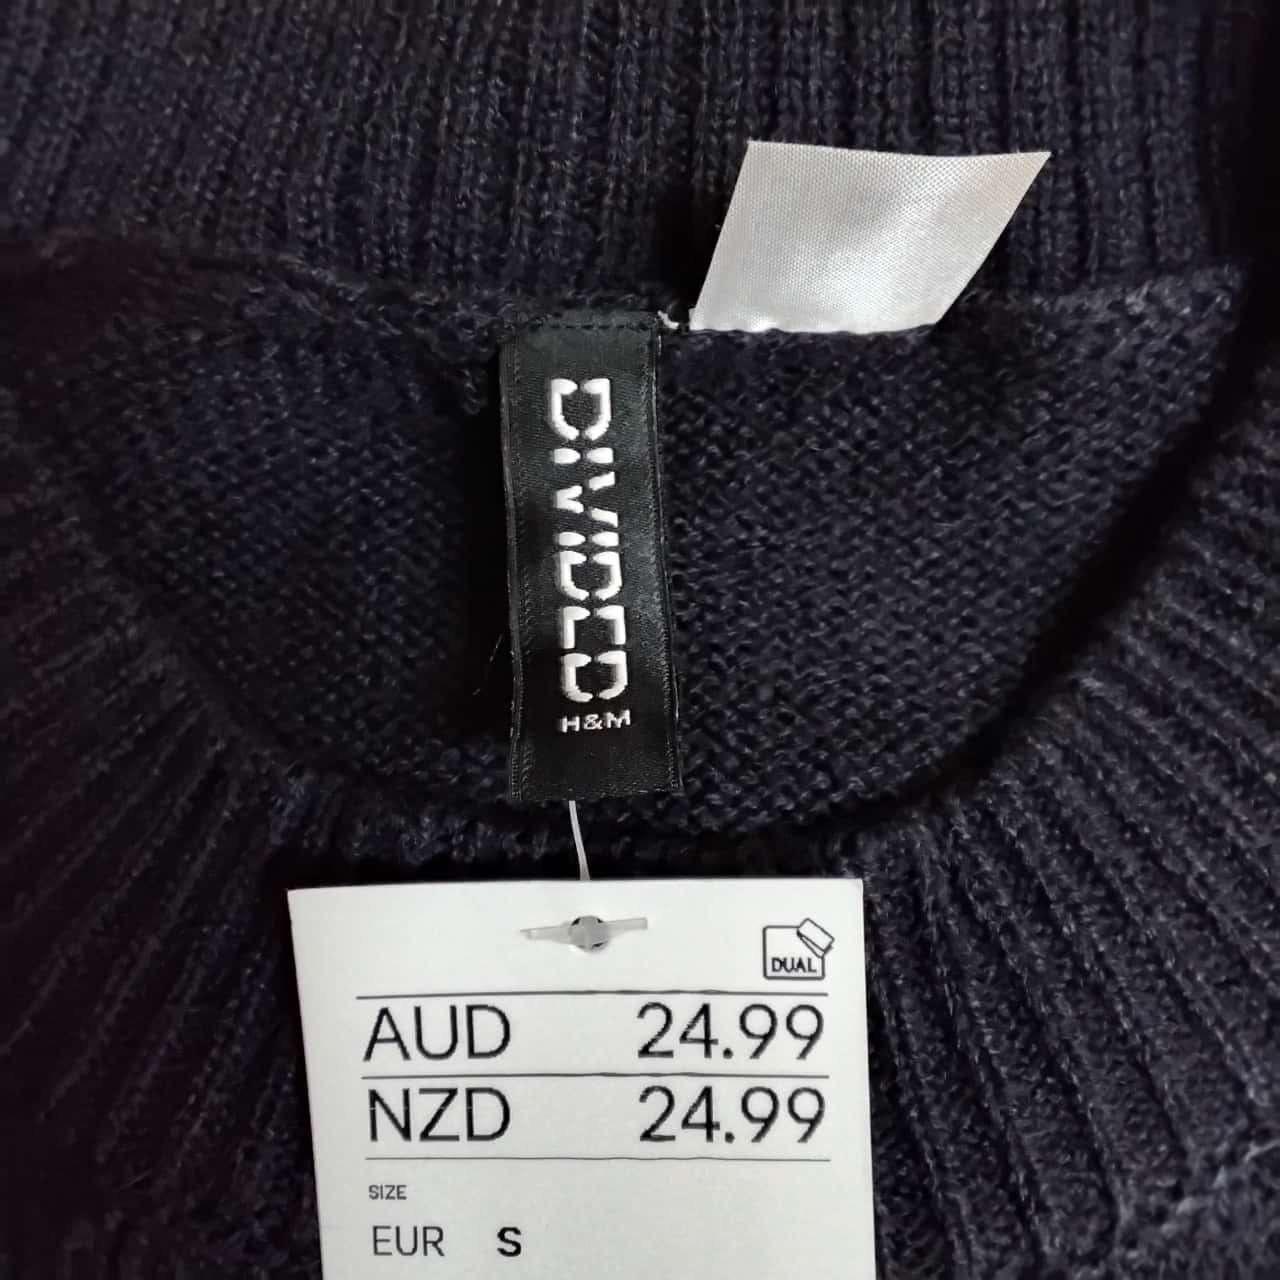 DIVIDED
H&M
DUAL
AUD 24.99
NZD 24.99
SIZE
EUR S